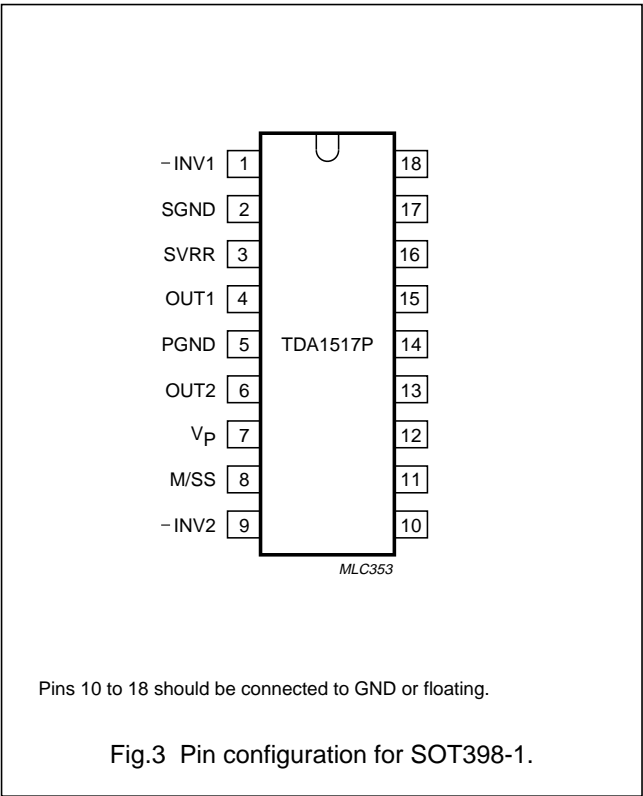 −INV1 1 18
SGND 2 17
SVRR 3 16
OUT1 4 15
PGND 5 TDA1517P 14
OUT2 6 13
VP 7 12
M/SS 8 11
−INV2 9 10
MLC353
Pins 10 to 18 should be connected to GND or floating.
Fig.3 Pin configuration for SOT398-1.